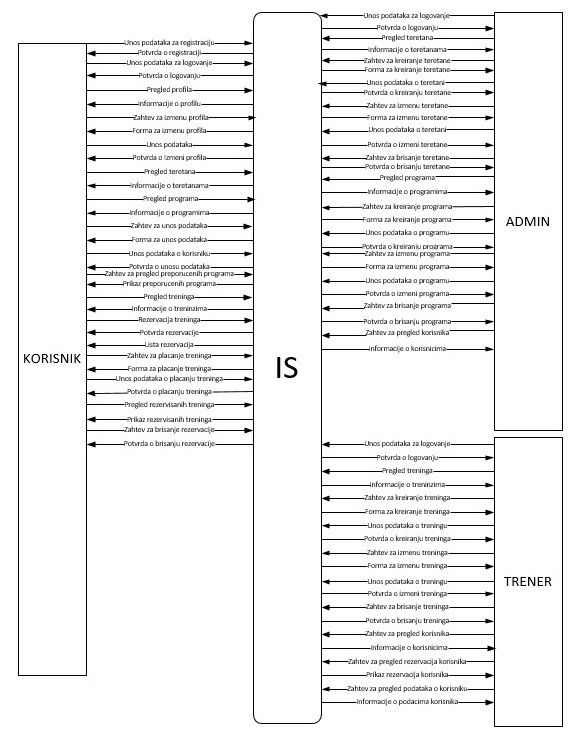 KORISNIK
Unos podataka za registraciju
Potvrda o registraciji
Unos podataka za logovanje
Potvrda o logovanju
Pregled profila
Informacije o profilu
Zahtev za izmenu profila
Forma za izmenu profila
Unos podataka
Potvrda o izmeni profila
Pregled teretana
Informacije o teretanama
Pregled programa
Informacije o programima
Zahtev za unos podataka
Forma za unos podataka
Unos podataka o korisniku
Potvrda o unosu podataka
Zahtev za pregled preporucenih programa
Prikaz preporucenih programa
Pregled treninga
Informacije o treninzima
Rezervacija treninga
Potvrda rezervacije
Lista rezervacija
Zahtev za placanje treninga
Forma za placanje treninga
Unos podataka o placanju treninga
Potvrda o placanju treninga
Pregled rezervisanih treninga
Prikaz rezervisanih treninga
Zahtev za brisanje rezervacije
Potvrda o brisanju rezervacije
IS
Unos podataka za logovanje
Potvrda o logovanju
Pregled teretana
Informacije o teretanama
Zahtev za kreiranje teretane
Forma za kreiranje teretane
Unos podataka o teretani
Potvrda o kreiranju teretane
Zahtev za izmenu teretane
Forma za izmenu teretane
Unos podataka o teretani
Potvrda o izmeni teretane
Zahtev za brisanje teretane
Potvrda o brisanju teretane
Pregled programa
Informacije o programima
Zahtev za kreiranje programa
Forma za kreiranje programa
Unos podataka o programu
Potvrda o kreiranju programa
Zahtev za izmenu programa
Forma za izmenu programa
Unos podataka o programu
Potvrda o izmeni programa
Zahtev za brisanje programa
Potvrda o brisanju programa
Zahtev za pregled korisnika
Informacije o korisnicima
ADMIN
Unos podataka za logovanje
Potvrda o logovanju
Pregled treninga
Informacije o treninzima
Zahtev za kreiranje treninga
Forma za kreiranje treninga
Unos podataka o treningu
Potvrda o kreiranju treninga
Zahtev za izmenu treninga
Forma za izmenu treninga
Unos podataka o treningu
Potvrda o izmeni treninga
Zahtev za brisanje treninga
Potvrda o brisanju treninga
Zahtev za pregled korisnika
Informacije o korisnicima
Zahtev za pregled rezervacija korisnika
Prikaz rezervacija korisnika
Zahtev za pregled podataka o korisniku
Informacije o podacima korisnika
TRENER